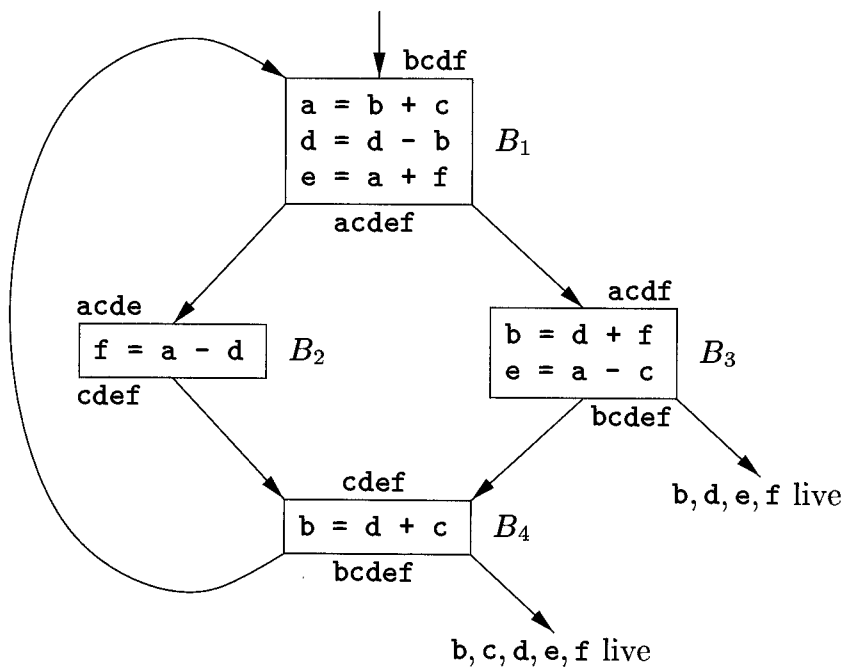 bcdf
a = b + c
d = d - b
e = a + f
B₁
acdef
acde
f = a - d
B₂
cdef
acdf
b = d + f
e = a - c
B₃
bcdef
b, d, e, f live
cdef
b = d + c
B₄
bcdef
b, c, d, e, f live